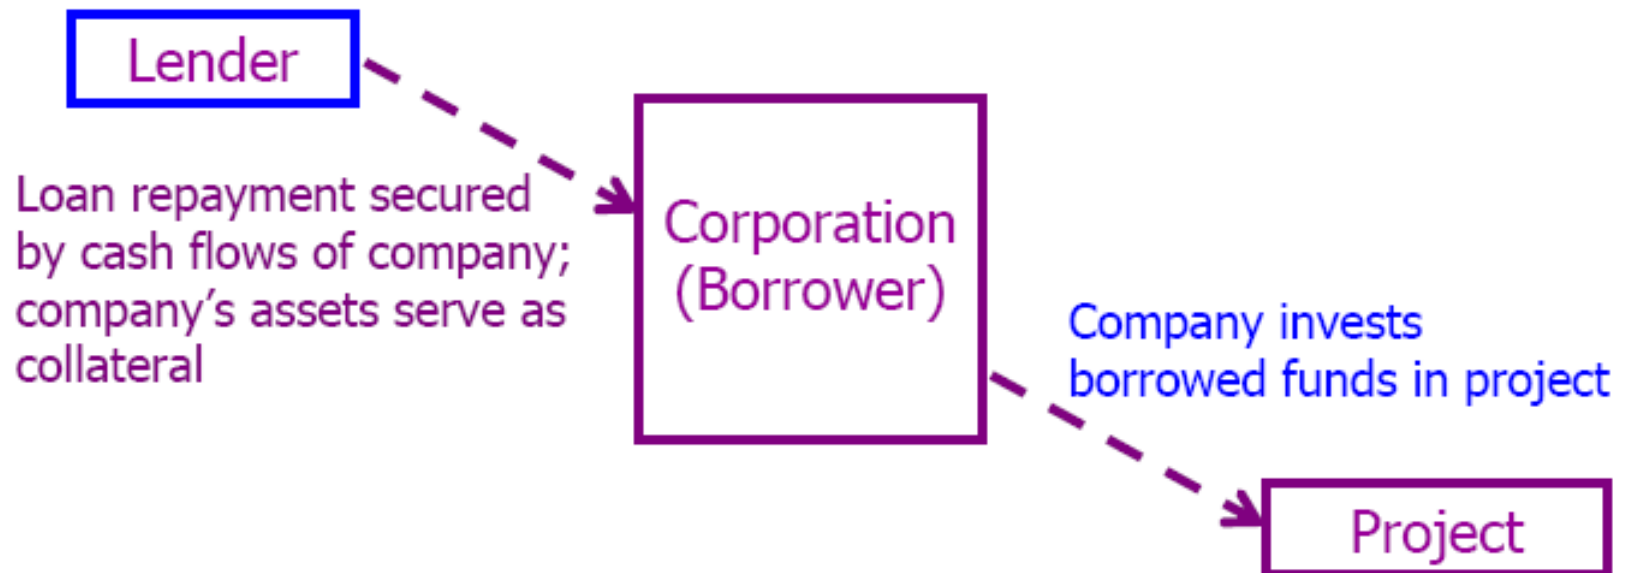 Lender
Loan repayment secured
by cash flows of company;
company’s assets serve as
collateral
Corporation
(Borrower)
Company invests
borrowed funds in project
Project